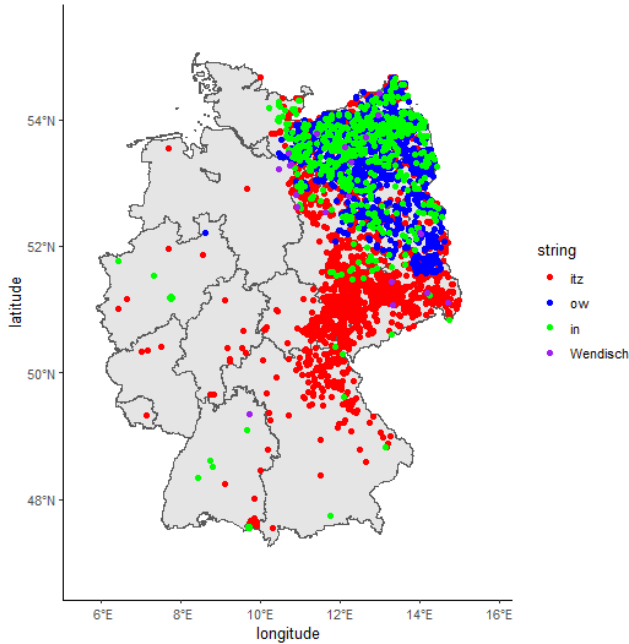 54°N
52°N
50°N
48°N
latitude
6°E 8°E 10°E 12°E 14°E 16°E
longitude
string
itz
ow
in
Wendisch